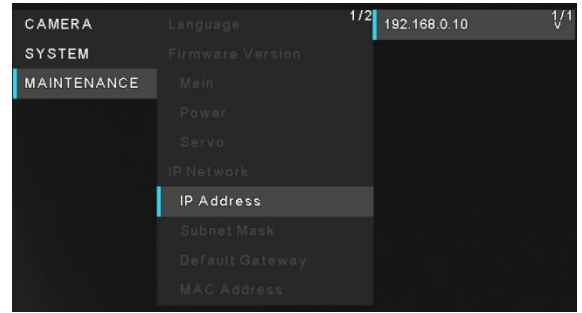 CAMERA
SYSTEM
MAINTENANCE
1/2
Language
Firmware Version
Main
Power
Servo
IP Network
IP Address
Subnet Mask
Default Gateway
MAC Address
1/1
192.168.0.10